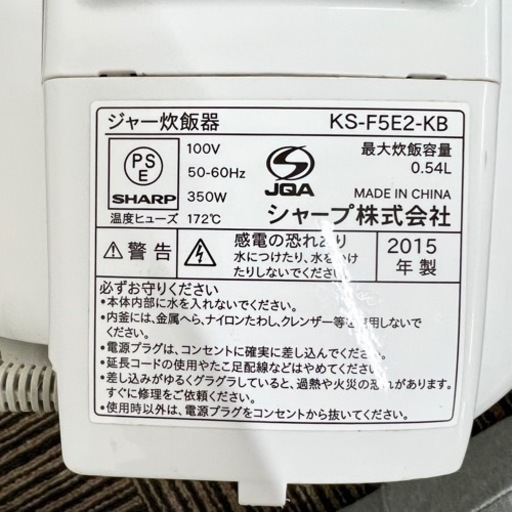 ジャー炊飯器 KS-F5E2-KB
PSE
SHARP
100V
50-60Hz
350W
温度ヒューズ 172℃
JQA
最大炊飯容量
0.54L
MADE IN CHINA
シャープ株式会社
警告
感電の恐れあり
水につけたり、水をかけ
たりしないでください
2015
年製
必ずお守りください
•本体内部に水を入れないでください。
•内釜には、金属へら、ナイロンたわし、クレンザー等を使用しないで
ください。
•電源プラグは、コンセントに確実に差し込んでください。
•延長コードの使用やたこ足配線などはやめてください。
•差し込みがゆるくグラグラしていると、過熱や火災の恐れがあります。
すぐに修理をご依頼ください。
•使用時以外は、電源プラグをコンセントから抜いてください。